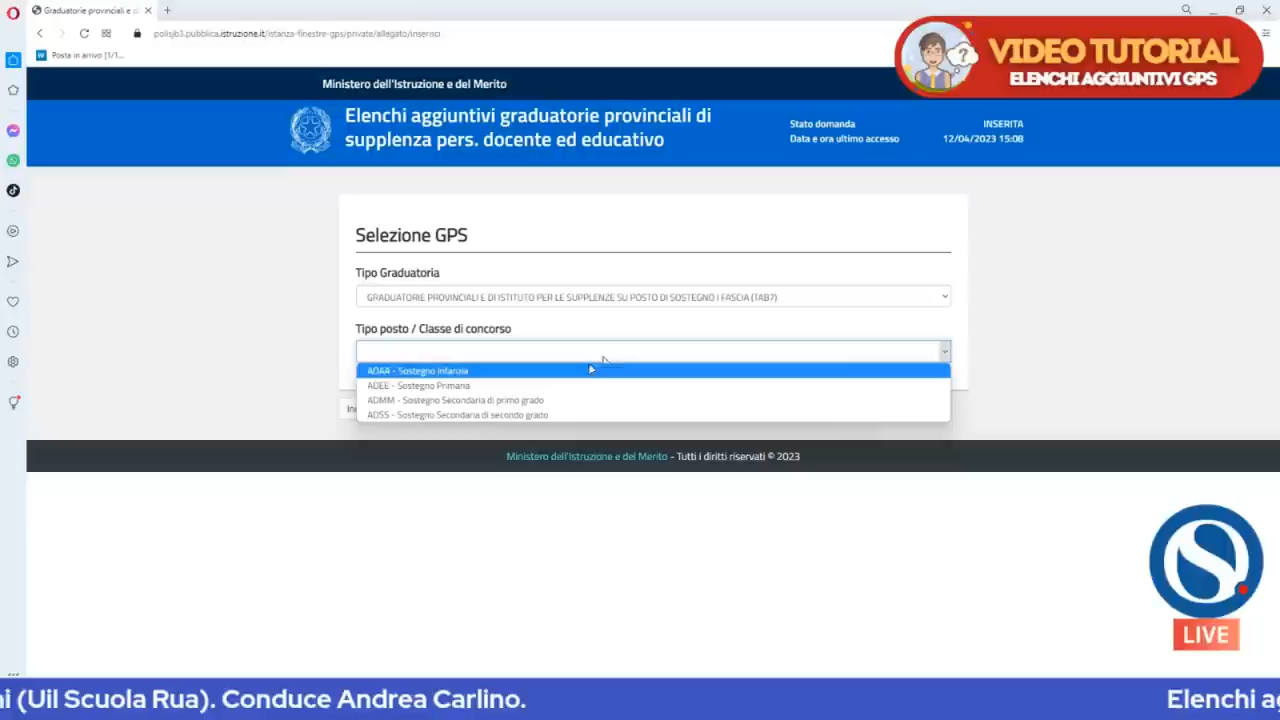 Graduatorie provinciali e d
polisjb3.pubblica.istruzione.it/istanza-finestre-gps/private/allegato/inserisci
Posta in arrivo [1/1...
VIDEO TUTORIAL
ELENCHI AGGIUNTIVI GPS
Ministero dell'Istruzione e del Merito
Elenchi aggiuntivi graduatorie provinciali di
supplenza pers. docente ed educativo
Stato domanda INSERITA
Data e ora ultimo accesso 12/04/2023 15:08
Selezione GPS
Tipo Graduatoria
GRADUATORIE PROVINCIALI E DI ISTITUTO PER LE SUPPLENZE SU POSTO DI SOSTEGNO I FASCIA (TAB7)
Tipo posto / Classe di concorso
ADAA - Sostegno Infanzia
ADEE - Sostegno Primaria
ADMM - Sostegno Secondaria di primo grado
ADSS - Sostegno Secondaria di secondo grado
Ministero dell'Istruzione e del Merito - Tutti i diritti riservati © 2023
LIVE
ni (Uil Scuola Rua). Conduce Andrea Carlino.
Elenchi ag